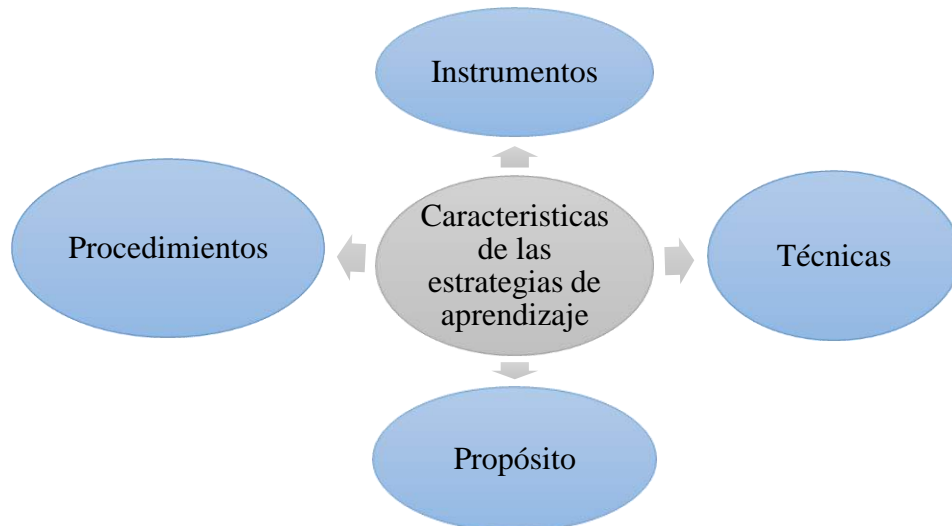 Instrumentos
Procedimientos
Caracteristicas
de las
estrategias de
aprendizaje
Técnicas
Propósito